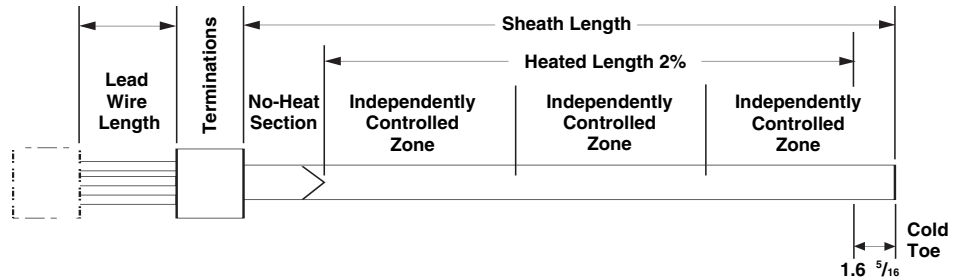 Sheath Length
Heated Length 2%
Lead
Wire
Length
Terminations
No-Heat
Section
Independently
Controlled
Zone
Independently
Controlled
Zone
Independently
Controlled
Zone
Cold
Toe
1.6 5/16